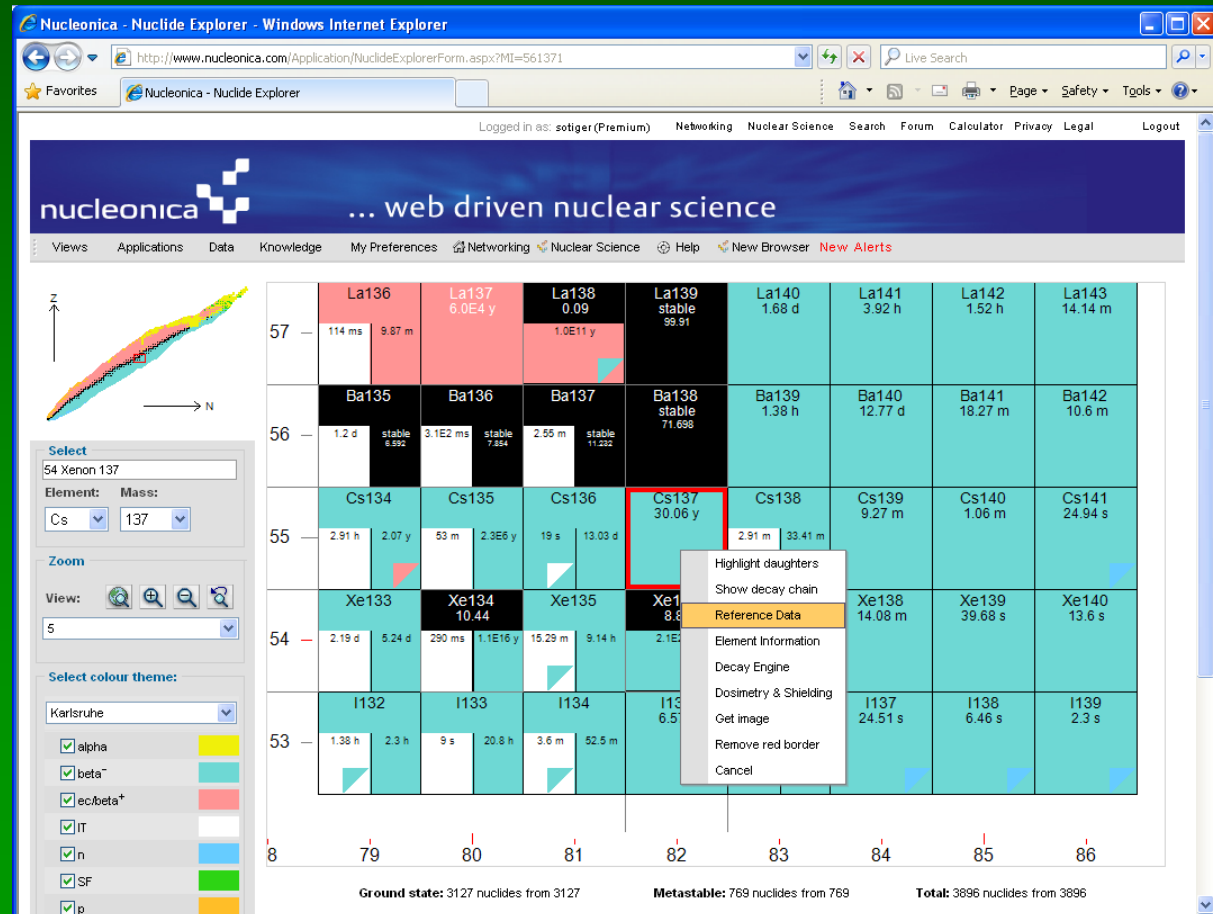 Nucleonica - Nuclide Explorer - Windows Internet Explorer
http://www.nucleonica.com/Application/NuclideExplorerForm.aspx?MI=561371
Live Search
Favorites
Nucleonica - Nuclide Explorer
Page
Safety
Tools
Logged in as: sotiger (Premium) Networking Nuclear Science Search Forum Calculator Privacy Legal Logout
nucleonica
... web driven nuclear science
Views Applications Data Knowledge My Preferences Networking Nuclear Science Help New Browser New Alerts
Z
N
Select
54 Xenon 137
Element: Mass:
Cs 137
Zoom
View:
5
Select colour theme:
Karlsruhe
alpha
beta⁻
ec/beta⁺
IT
n
SF
p
57
La136 La137 La138 La139 La140 La141 La142 La143
6.0E4 y 0.09 stable 1.68 d 3.92 h 1.52 h 14.14 m
99.91
114 ms 9.87 m 1.0E11 y
56
Ba135 Ba136 Ba137 Ba138 Ba139 Ba140 Ba141 Ba142
stable 1.38 h 12.77 d 18.27 m 10.6 m
71.698
1.2 d stable 3.1E2 ms stable 2.55 m stable
6.592 7.854 11.232
55
Cs134 Cs135 Cs136 Cs137 Cs138 Cs139 Cs140 Cs141
30.06 y 9.27 m 1.06 m 24.94 s
2.91 h 2.07 y 53 m 2.3E6 y 19 s 13.03 d 2.91 m 33.41 m
54
Xe133 Xe134 Xe135 Xe138 Xe139 Xe140
10.44 14.08 m 39.68 s 13.6 s
2.19 d 5.24 d 290 ms 1.1E16 y 15.29 m 9.14 h
53
I132 I133 I134 I137 I138 I139
24.51 s 6.46 s 2.3 s
1.38 h 2.3 h 9 s 20.8 h 3.6 m 52.5 m
Highlight daughters
Show decay chain
Reference Data
Element Information
Decay Engine
Dosimetry & Shielding
Get image
Remove red border
Cancel
8 79 80 81 82 83 84 85 86
Ground state: 3127 nuclides from 3127 Metastable: 769 nuclides from 769 Total: 3896 nuclides from 3896